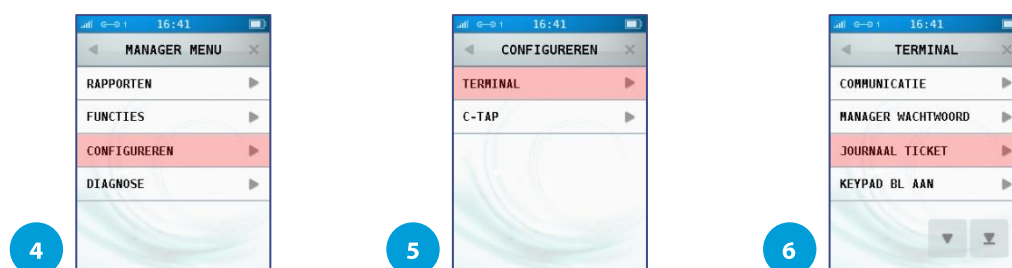 16:41
MANAGER MENU
RAPPORTEN
FUNCTIES
CONFIGUREREN
DIAGNOSE
4
16:41
CONFIGUREREN
TERMINAL
C-TAP
5
16:41
TERMINAL
COMMUNICATIE
MANAGER WACHTWOORD
JOURNAAL TICKET
KEYPAD BL AAN
6